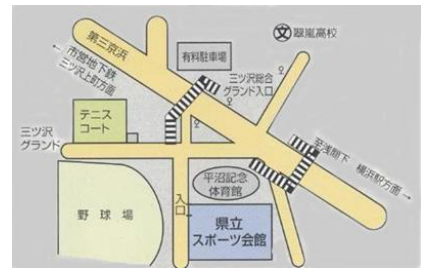 第三京浜
← 市営地下鉄
三ツ沢上町方面
有料駐車場
文 翠嵐高校
三ツ沢総合
グランド入口
テニス
コート
三ツ沢
グランド
至浅間下 横浜駅方面 →
平沼記念
体育館
入口
野球場
県立
スポーツ会館